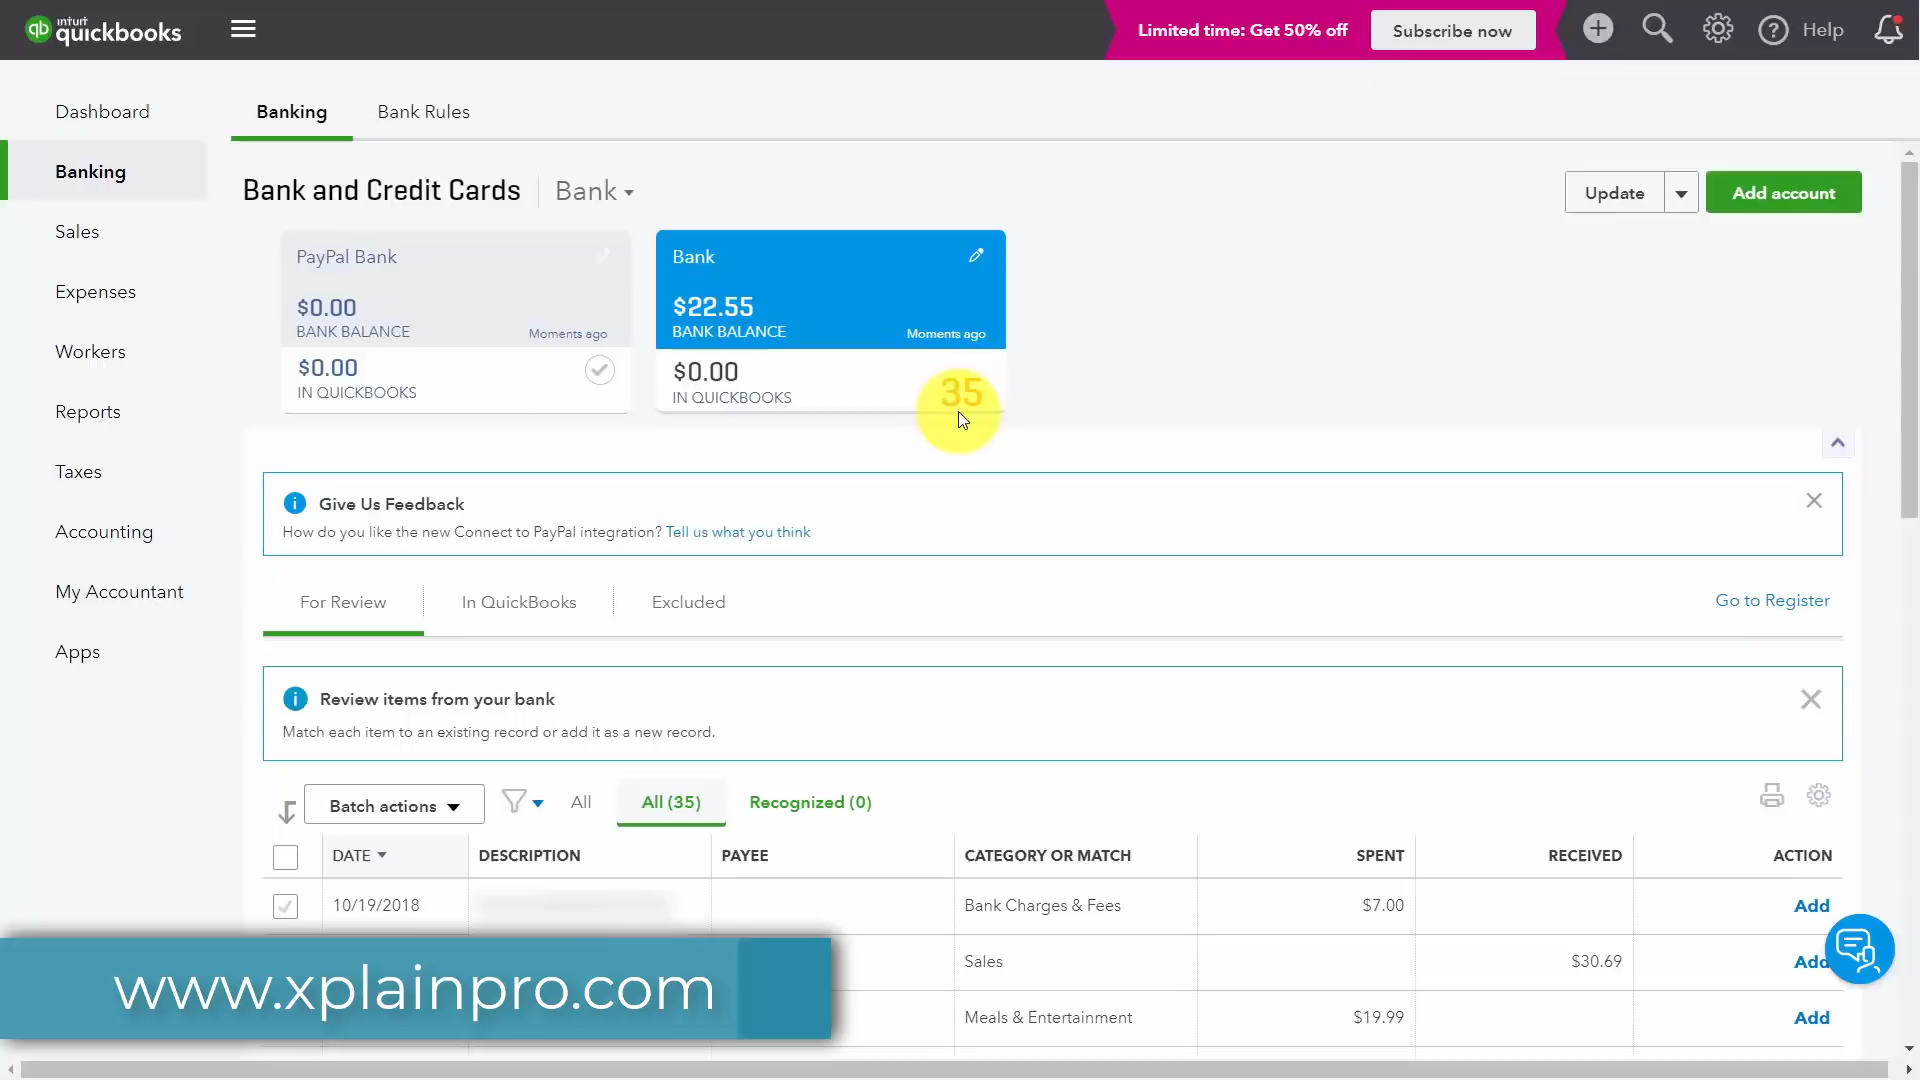 intuit
quickbooks
Limited time: Get 50% off
Subscribe now
Help
Dashboard
Banking
Sales
Expenses
Workers
Reports
Taxes
Accounting
My Accountant
Apps
Banking
Bank Rules
Bank and Credit Cards
Bank
Update
Add account
PayPal Bank
$0.00
BANK BALANCE
Moments ago
$0.00
IN QUICKBOOKS
Bank
$22.55
BANK BALANCE
Moments ago
$0.00
IN QUICKBOOKS
35
Give Us Feedback
How do you like the new Connect to PayPal integration? Tell us what you think
For Review
In QuickBooks
Excluded
Go to Register
Review items from your bank
Match each item to an existing record or add it as a new record.
Batch actions
All
All (35)
Recognized (0)
DATE DESCRIPTION PAYEE CATEGORY OR MATCH SPENT RECEIVED ACTION
10/19/2018 Bank Charges & Fees $7.00 Add
Sales $30.69 Add
Meals & Entertainment $19.99 Add
www.xplainpro.com